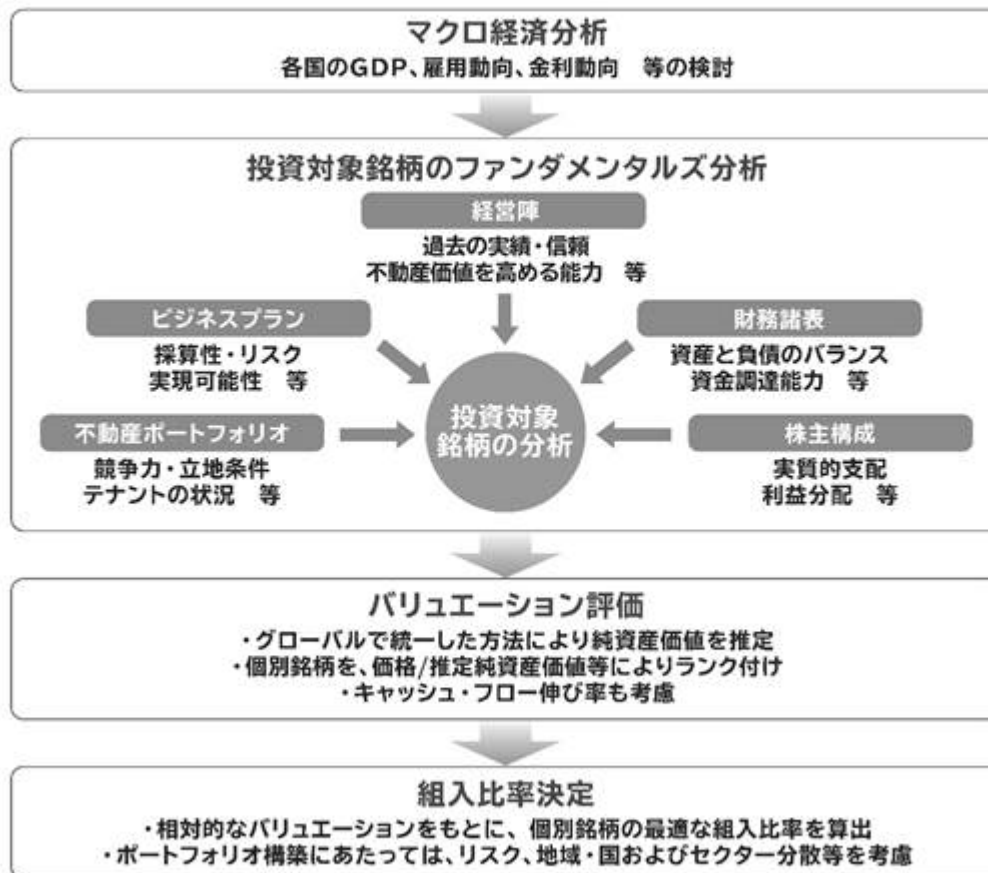 マクロ経済分析
各国のGDP、雇用動向、金利動向　等の検討
投資対象銘柄のファンダメンタルズ分析
経営陣
過去の実績・信頼
不動産価値を高める能力　等
ビジネスプラン
採算性・リスク
実現可能性　等
財務諸表
資産と負債のバランス
資金調達能力　等
投資対象
銘柄の分析
不動産ポートフォリオ
競争力・立地条件
テナントの状況　等
株主構成
実質的支配
利益分配　等
バリュエーション評価
・グローバルで統一した方法により純資産価値を推定
・個別銘柄を、価格/推定純資産価値等によりランク付け
・キャッシュ・フロー伸び率も考慮
組入比率決定
・相対的なバリュエーションをもとに、個別銘柄の最適な組入比率を算出
・ポートフォリオ構築にあたっては、リスク、地域・国およびセクター分散等を考慮